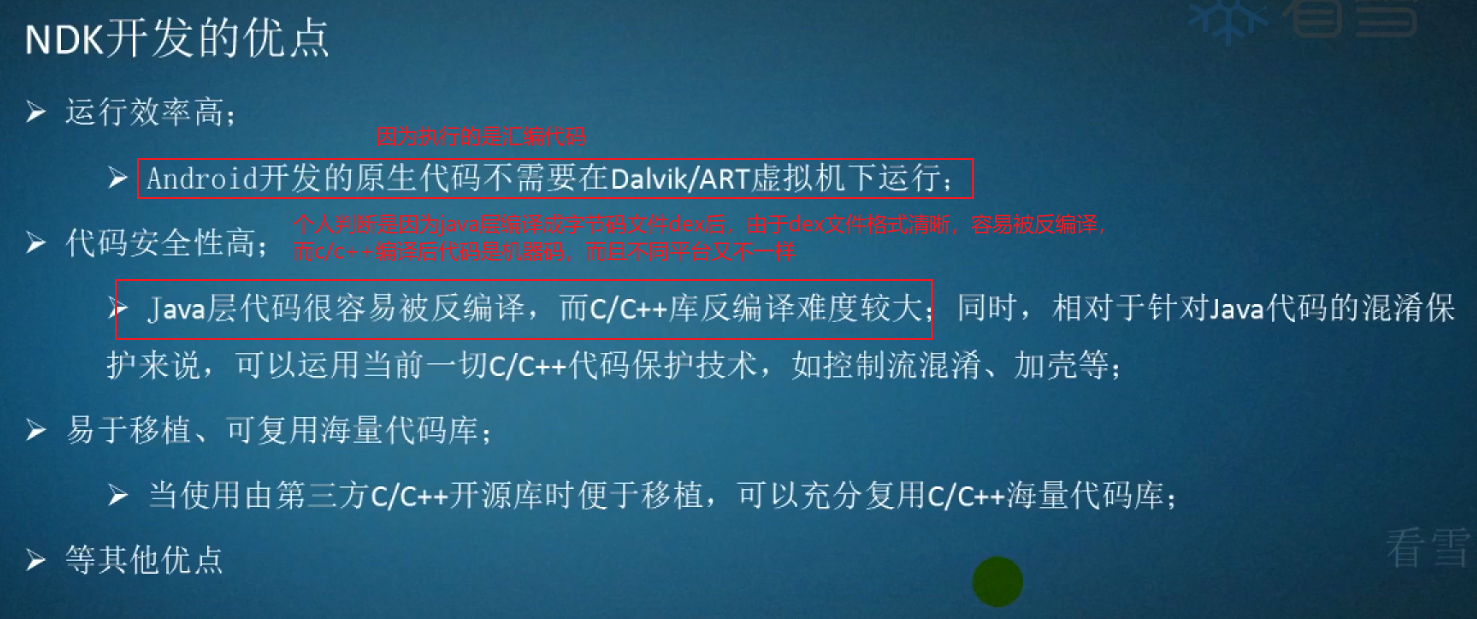 看雪
NDK开发的优点
➢ 运行效率高；
因为执行的是汇编代码
➢ Android开发的原生代码不需要在Dalvik/ART虚拟机下运行；
个人判断是因为java层编译成字节码文件dex后，由于dex文件格式清晰，容易被反编译，
➢ 代码安全性高；
而c/c++编译后代码是机器码，而且不同平台又不一样
➢ Java层代码很容易被反编译，而C/C++库反编译难度较大；同时，相对于针对Java代码的混淆保
护来说，可以运用当前一切C/C++代码保护技术，如控制流混淆、加壳等；
➢ 易于移植、可复用海量代码库；
➢ 当使用由第三方C/C++开源库时便于移植，可以充分复用C/C++海量代码库；
看雪
➢ 等其他优点